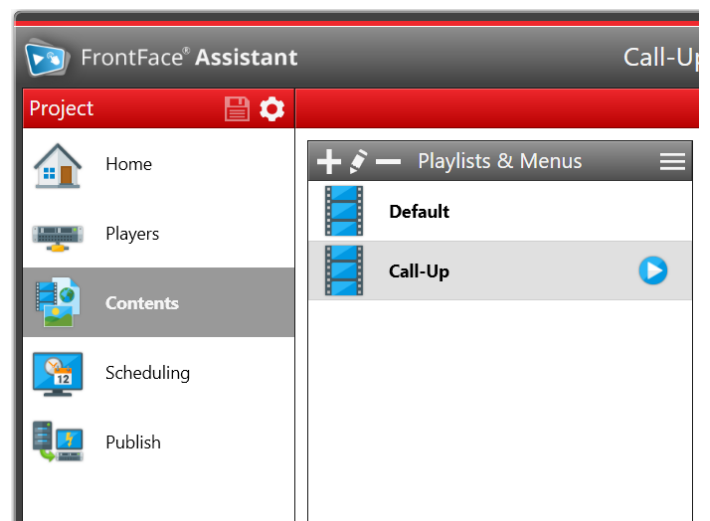 FrontFace® Assistant
Call-Up
Project
Home
Players
Contents
Scheduling
12
Publish
Playlists & Menus
Default
Call-Up